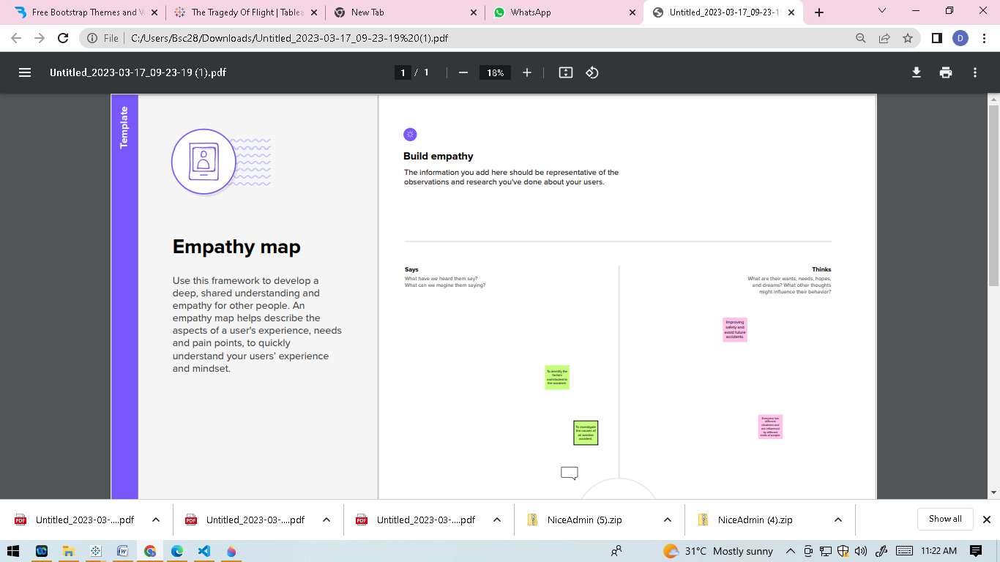 Free Bootstrap Themes and V
The Tragedy Of Flight | Tablea
New Tab
WhatsApp
Untitled_2023-03-17_09-23-19
File
C:/Users/Bsc28/Downloads/Untitled_2023-03-17_09-23-19%20(1).pdf
D
Untitled_2023-03-17_09-23-19 (1).pdf
1 / 1
18%
Template
Empathy map
Use this framework to develop a
deep, shared understanding and
empathy for other people. An
empathy map helps describe the
aspects of a user's experience, needs
and pain points, to quickly
understand your users’ experience
and mindset.
Build empathy
The information you add here should be representative of the
observations and research you've done about your users.
Says
What have we heard them say?
What can we magine them saying?
Thinks
What are their wants, needs, hopes,
and dreams? What other thoughts
might influence their behavior?
Improving
safety and
avoid future
accidents.
To identify the
factors
contributed to
the accident.
Everyone has
different
situations and
are influenced
by different
kinds of people
To investigate
the causes of
an aviation
accident.
PDF
Untitled_2023-03-....pdf
PDF
Untitled_2023-03-....pdf
PDF
Untitled_2023-03-....pdf
NiceAdmin (5).zip
NiceAdmin (4).zip
Show all
31°C Mostly sunny
11:22 AM